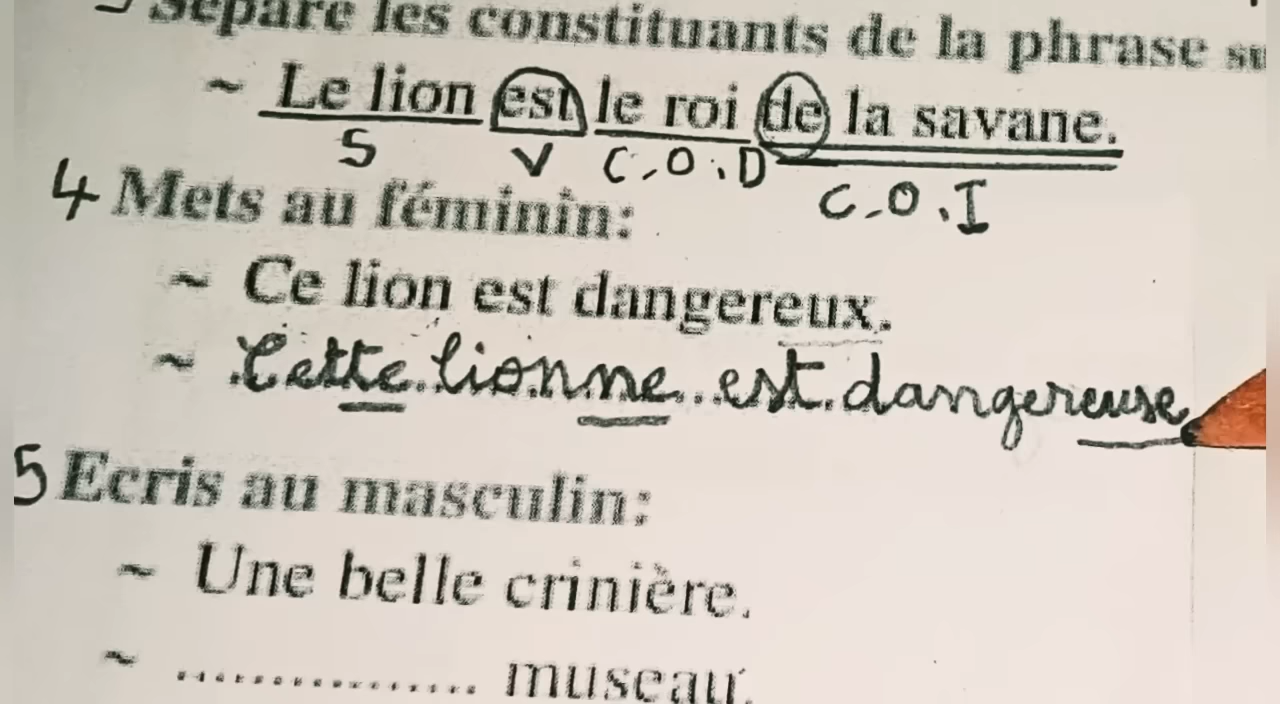 Sépare les constituants de la phrase
~ Le lion est le roi de la savane.
S V C.O.D
C.O.I
4 Mets au féminin:
~ Ce lion est dangereux.
~ Cette lionne est dangereuse
5 Ecris au masculin:
~ Une belle crinière.
~ ................ museau.